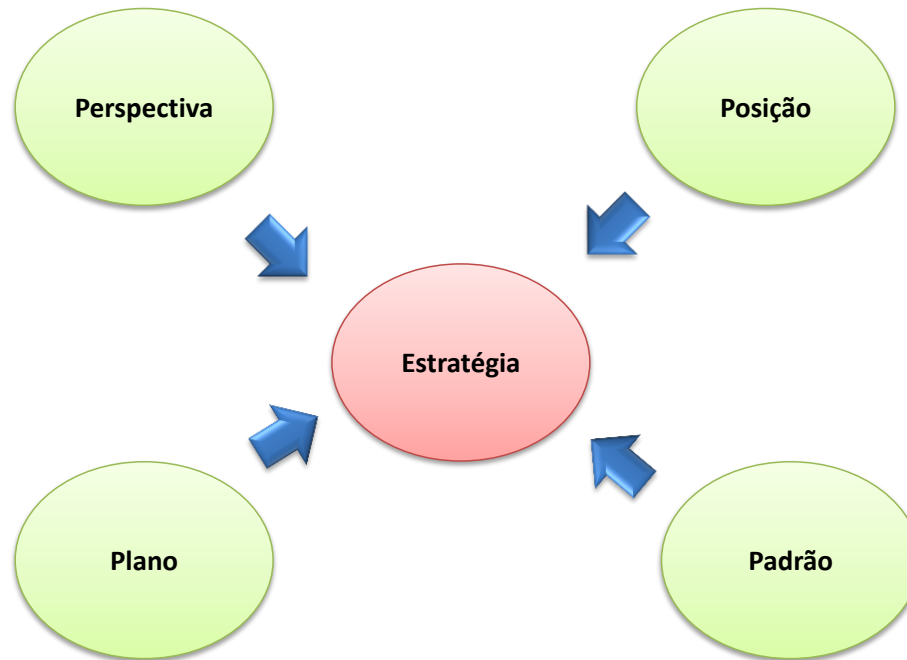 Perspectiva
Posição
Estratégia
Plano
Padrão